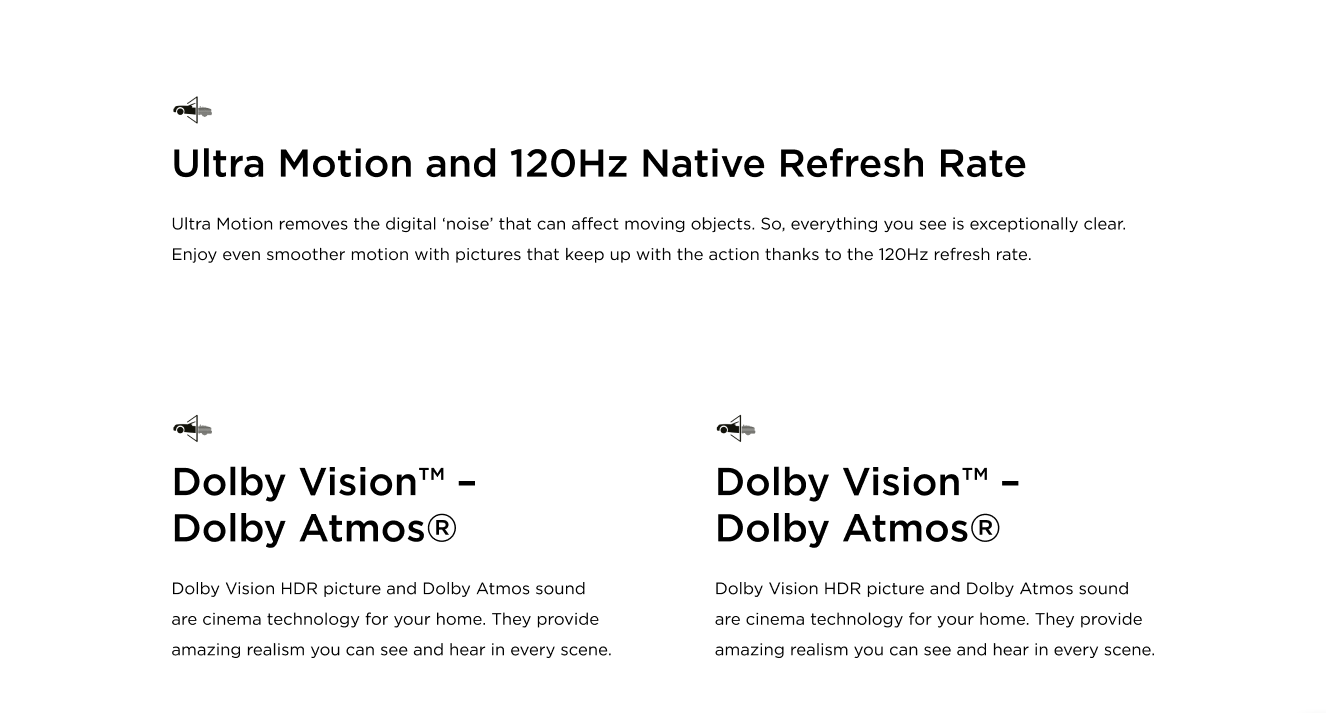 Ultra Motion and 120Hz Native Refresh Rate
Ultra Motion removes the digital ‘noise’ that can affect moving objects. So, everything you see is exceptionally clear.
Enjoy even smoother motion with pictures that keep up with the action thanks to the 120Hz refresh rate.
Dolby Vision™ –
Dolby Atmos®
Dolby Vision HDR picture and Dolby Atmos sound
are cinema technology for your home. They provide
amazing realism you can see and hear in every scene.
Dolby Vision™ –
Dolby Atmos®
Dolby Vision HDR picture and Dolby Atmos sound
are cinema technology for your home. They provide
amazing realism you can see and hear in every scene.